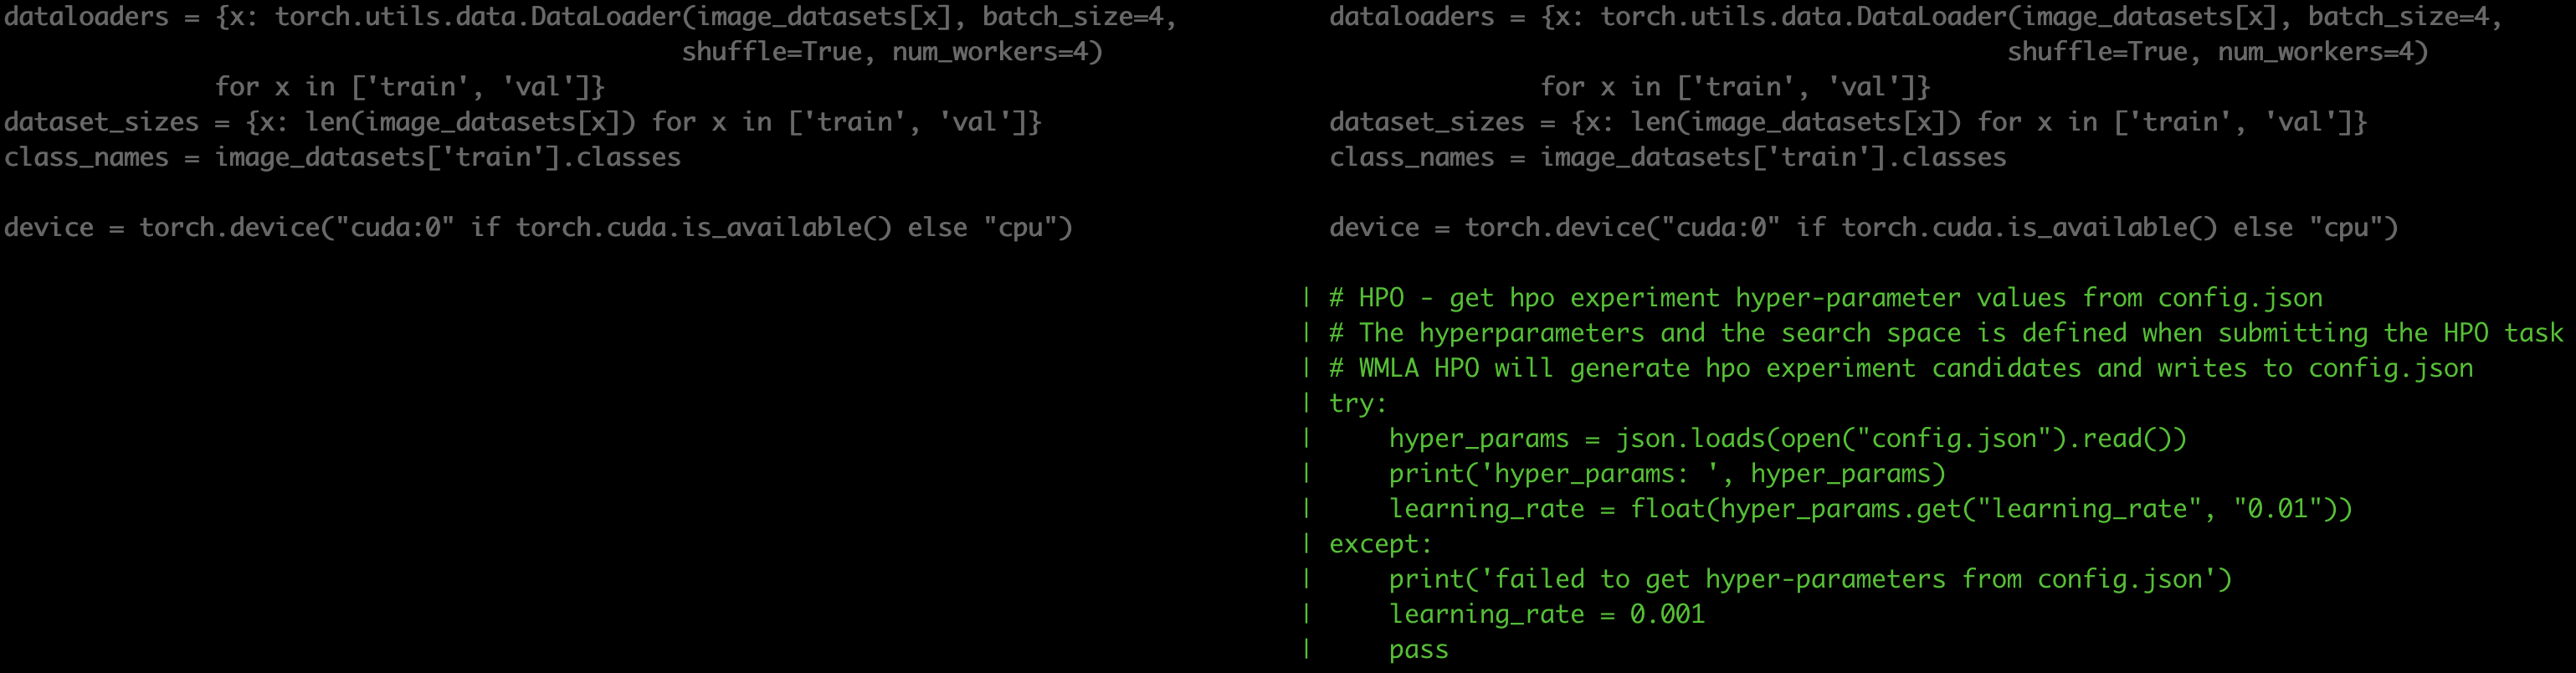 dataloaders = {x: torch.utils.data.DataLoader(image_datasets[x], batch_size=4,
                                             shuffle=True, num_workers=4)
              for x in ['train', 'val']}
dataset_sizes = {x: len(image_datasets[x]) for x in ['train', 'val']}
class_names = image_datasets['train'].classes

device = torch.device("cuda:0" if torch.cuda.is_available() else "cpu")

dataloaders = {x: torch.utils.data.DataLoader(image_datasets[x], batch_size=4,
                                             shuffle=True, num_workers=4)
              for x in ['train', 'val']}
dataset_sizes = {x: len(image_datasets[x]) for x in ['train', 'val']}
class_names = image_datasets['train'].classes

device = torch.device("cuda:0" if torch.cuda.is_available() else "cpu")

| # HPO - get hpo experiment hyper-parameter values from config.json
| # The hyperparameters and the search space is defined when submitting the HPO task
| # WMLA HPO will generate hpo experiment candidates and writes to config.json
| try:
|     hyper_params = json.loads(open("config.json").read())
|     print('hyper_params: ', hyper_params)
|     learning_rate = float(hyper_params.get("learning_rate", "0.01"))
| except:
|     print('failed to get hyper-parameters from config.json')
|     learning_rate = 0.001
|     pass